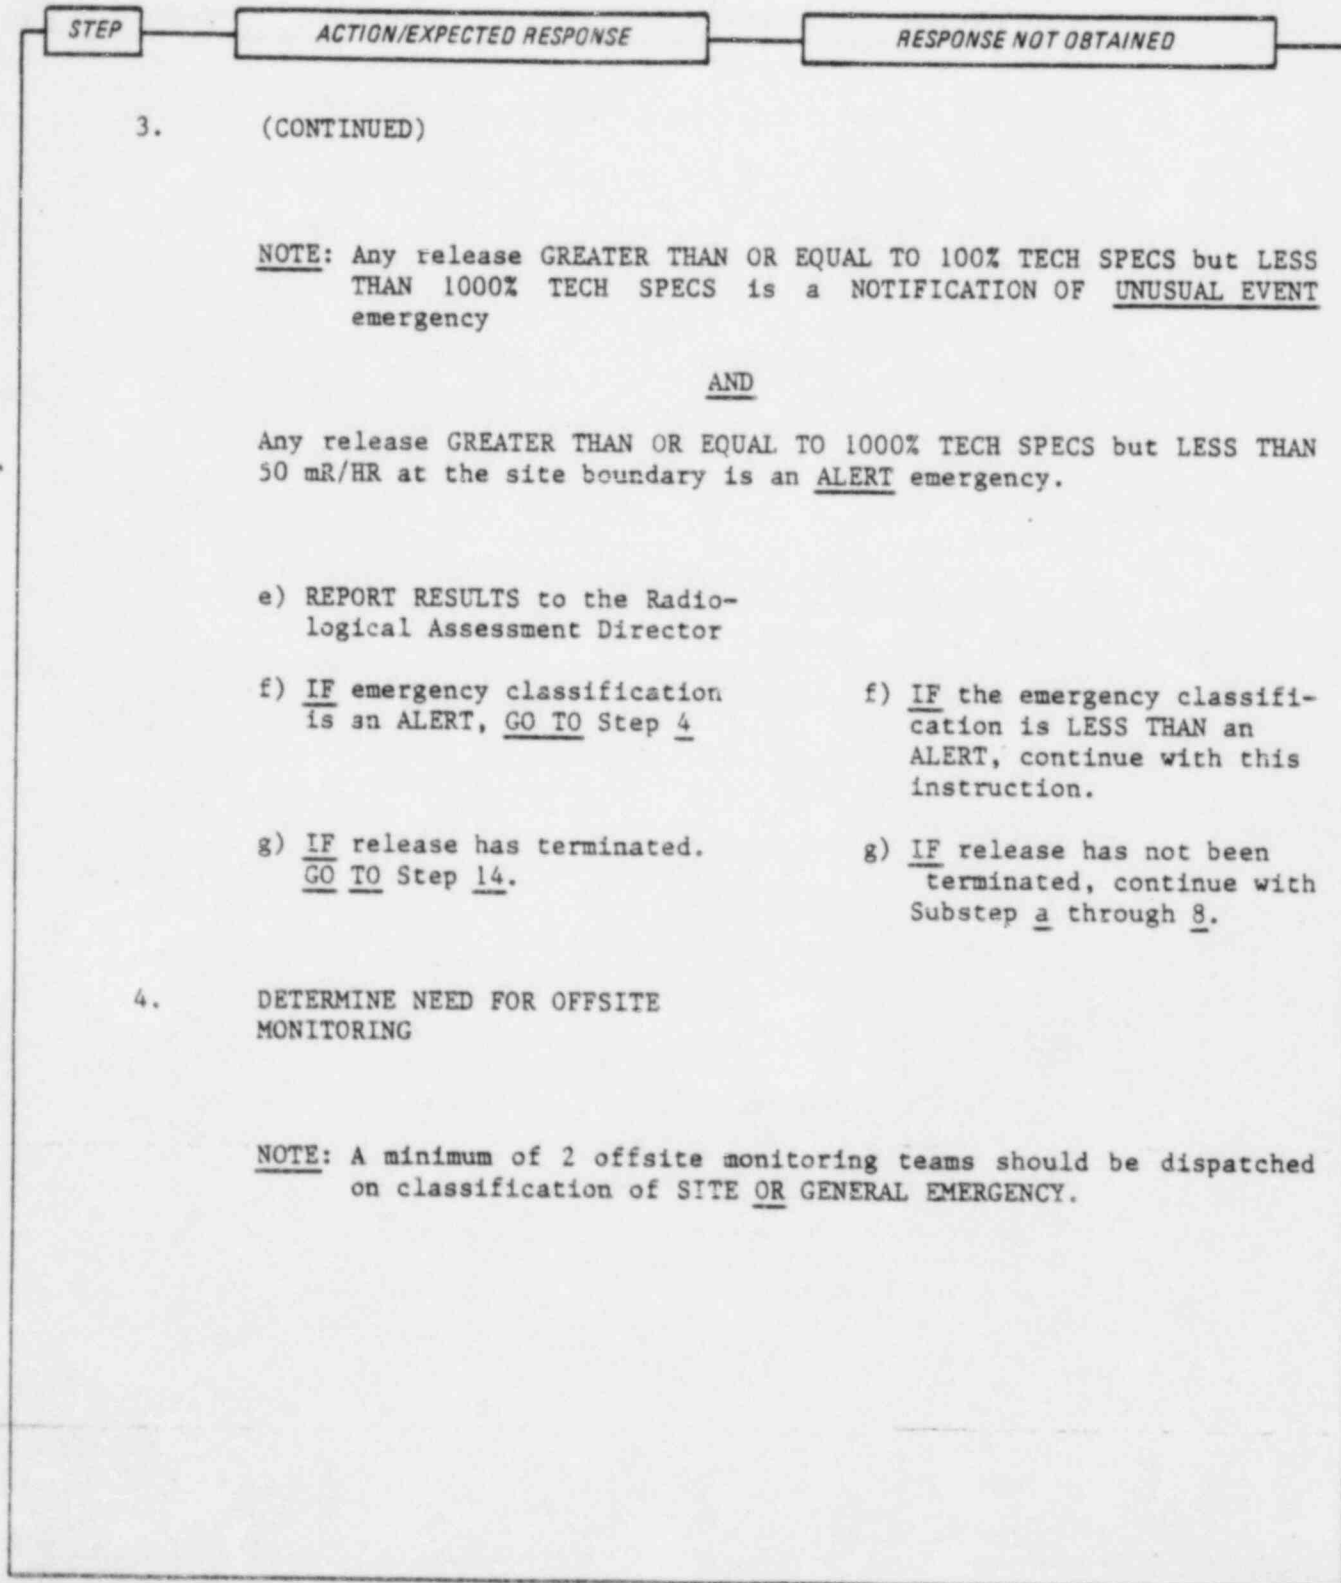 STEP ACTION/EXPECTED RESPONSE RESPONSE NOT OBTAINED
3. (CONTINUED)
NOTE: Any release GREATER THAN OR EQUAL TO 100% TECH SPECS but LESS
THAN 1000% TECH SPECS is a NOTIFICATION OF UNUSUAL EVENT
emergency
AND
Any release GREATER THAN OR EQUAL TO 1000% TECH SPECS but LESS THAN
50 mR/HR at the site boundary is an ALERT emergency.
e) REPORT RESULTS to the Radio-
logical Assessment Director
f) IF emergency classification
is an ALERT, GO TO Step 4
f) IF the emergency classifi-
cation is LESS THAN an
ALERT, continue with this
instruction.
g) IF release has terminated.
GO TO Step 14.
g) IF release has not been
terminated, continue with
Substep a through 8.
4. DETERMINE NEED FOR OFFSITE
MONITORING
NOTE: A minimum of 2 offsite monitoring teams should be dispatched
on classification of SITE OR GENERAL EMERGENCY.